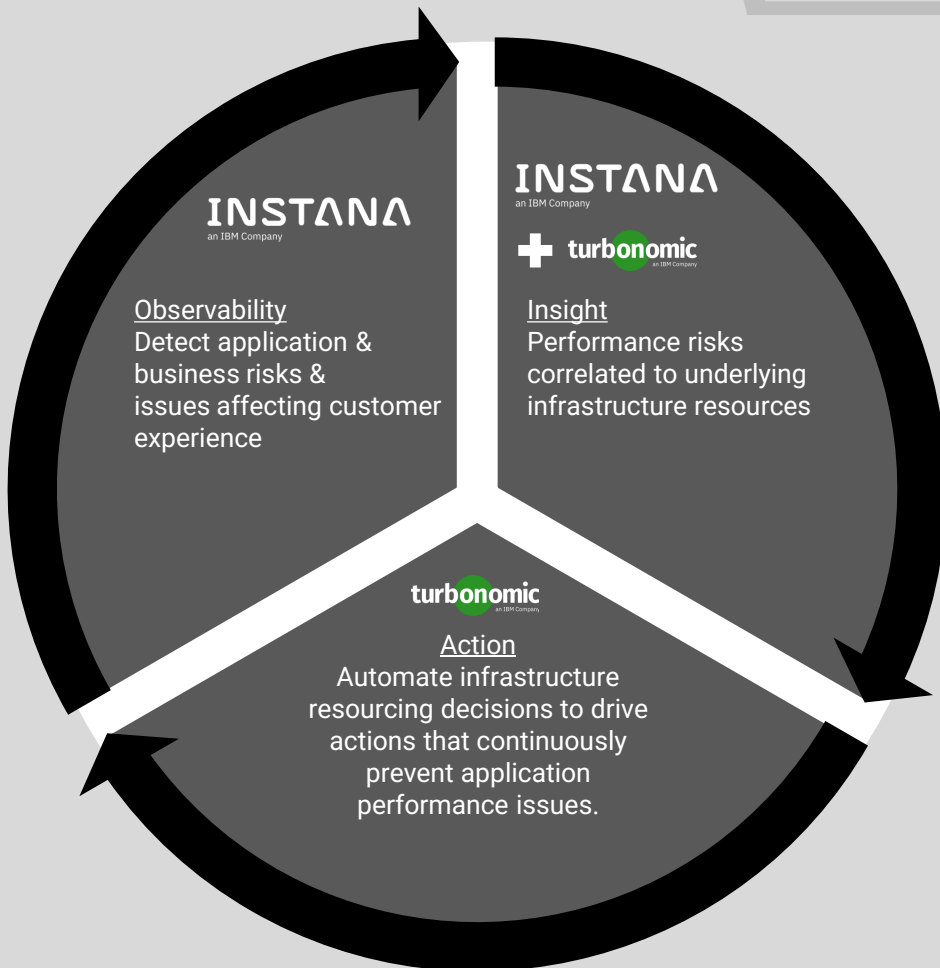 INSTANA
an IBM Company
Observability
Detect application &
business risks &
issues affecting customer
experience
INSTANA
an IBM Company
turbonomic
an IBM Company
Insight
Performance risks
correlated to underlying
infrastructure resources
turbonomic
an IBM Company
Action
Automate infrastructure
resourcing decisions to drive
actions that continuously
prevent application
performance issues.